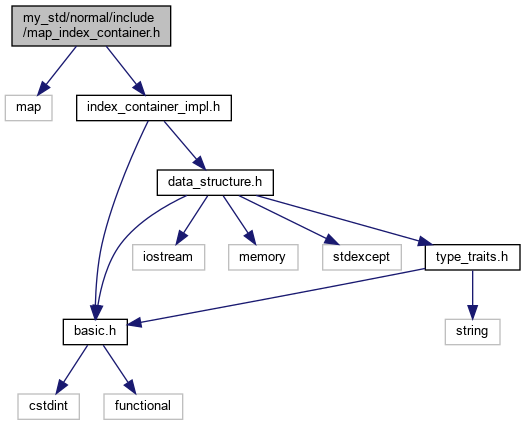 my_std/normal/include
/map_index_container.h
map
index_container_impl.h
data_structure.h
iostream
memory
stdexcept
type_traits.h
basic.h
string
cstdint
functional